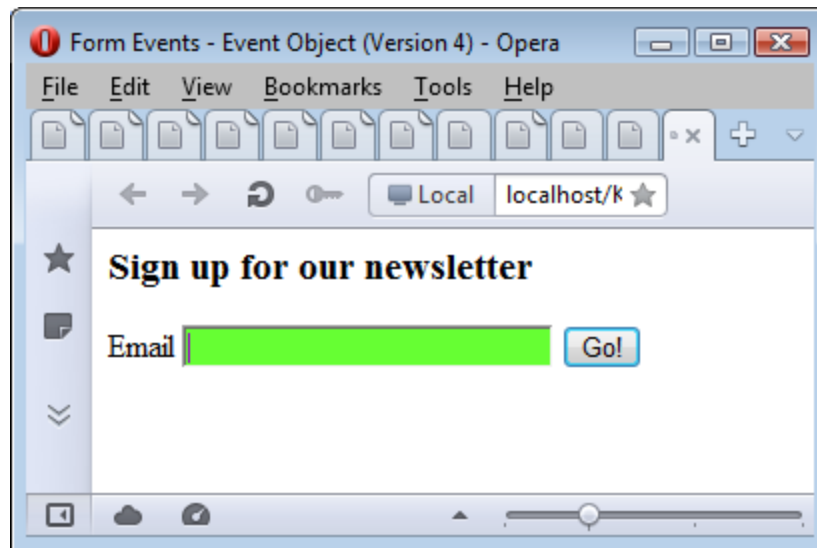 Form Events - Event Object (Version 4) - Opera
File Edit View Bookmarks Tools Help
Local localhost/K
Sign up for our newsletter
Email Go!